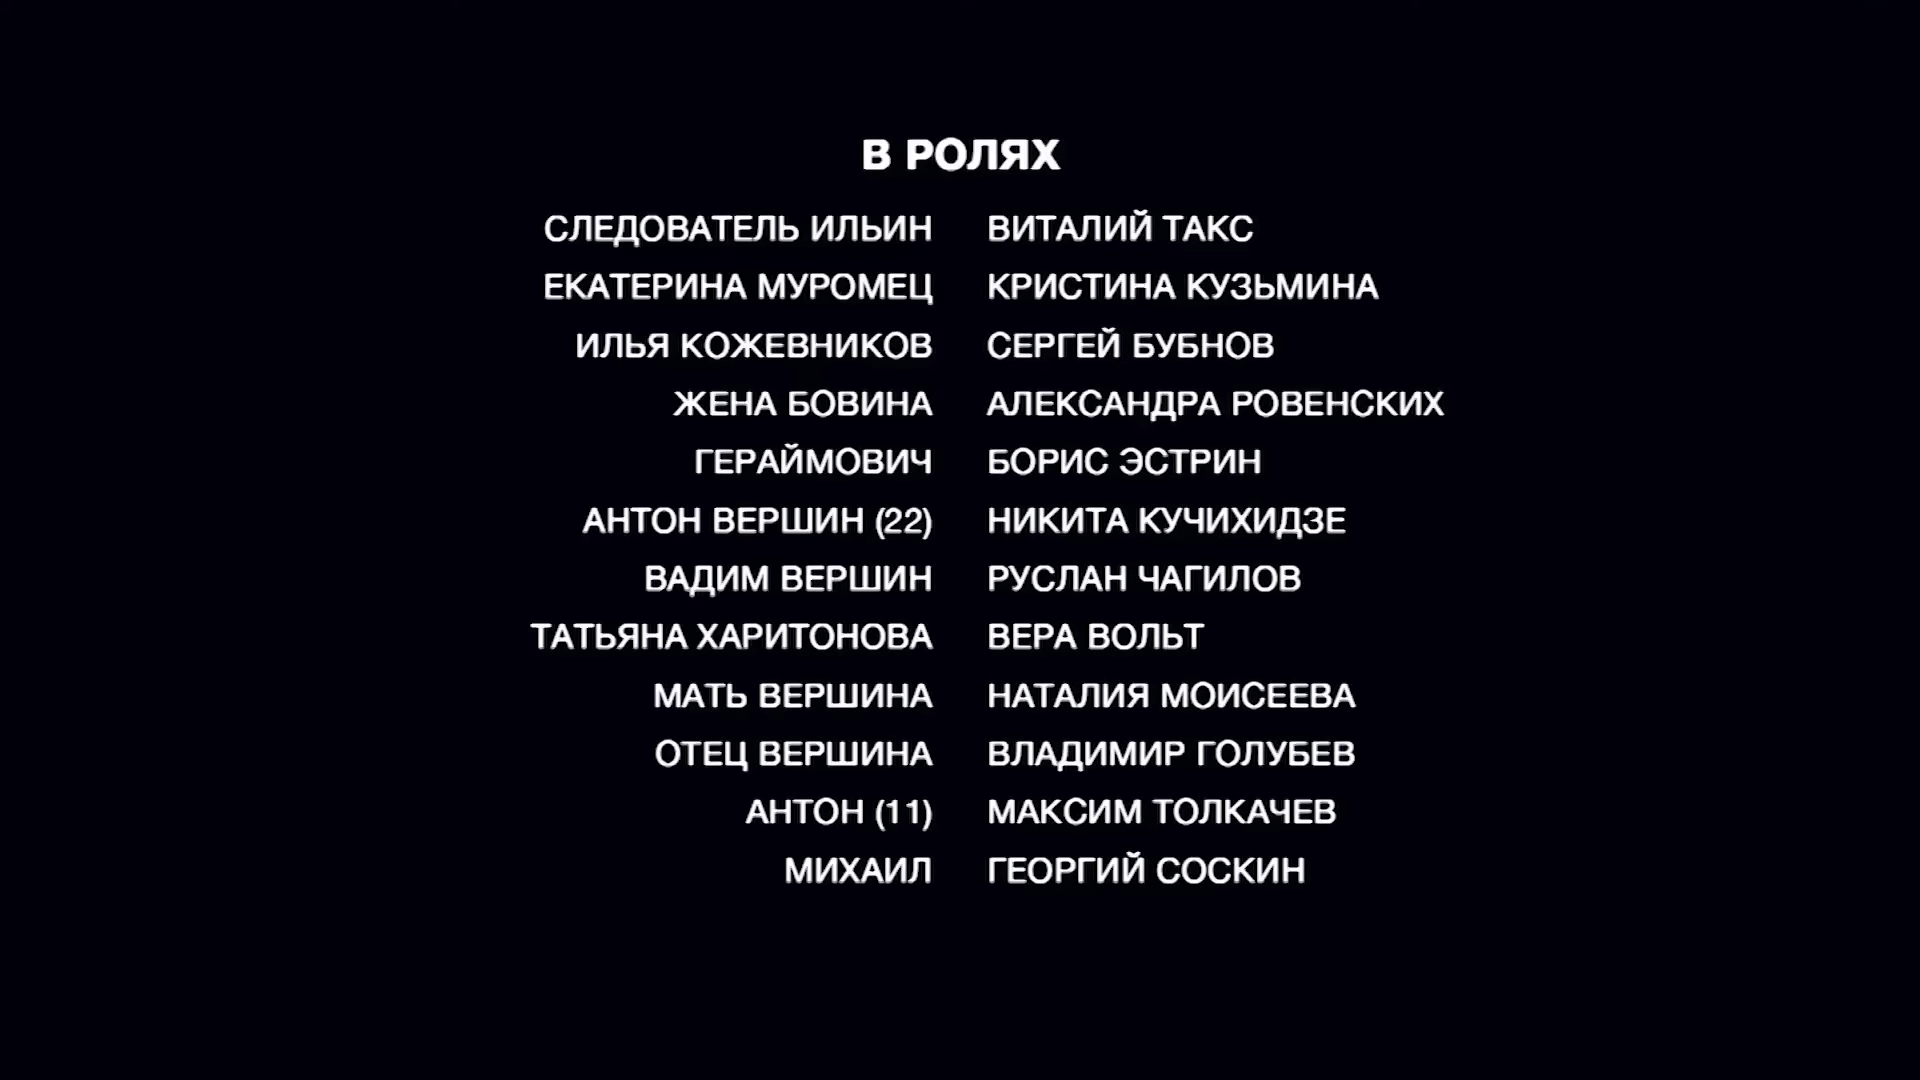 В РОЛЯХ
СЛЕДОВАТЕЛЬ ИЛЬИН ВИТАЛИЙ ТАКС
ЕКАТЕРИНА МУРОМЕЦ КРИСТИНА КУЗЬМИНА
ИЛЬЯ КОЖЕВНИКОВ СЕРГЕЙ БУБНОВ
ЖЕНА БОВИНА АЛЕКСАНДРА РОВЕНСКИХ
ГЕРАЙМОВИЧ БОРИС ЭСТРИН
АНТОН ВЕРШИН (22) НИКИТА КУЧИХИДЗЕ
ВАДИМ ВЕРШИН РУСЛАН ЧАГИЛОВ
ТАТЬЯНА ХАРИТОНОВА ВЕРА ВОЛЬТ
МАТЬ ВЕРШИНА НАТАЛИЯ МОИСЕЕВА
ОТЕЦ ВЕРШИНА ВЛАДИМИР ГОЛУБЕВ
АНТОН (11) МАКСИМ ТОЛКАЧЕВ
МИХАИЛ ГЕОРГИЙ СОСКИН